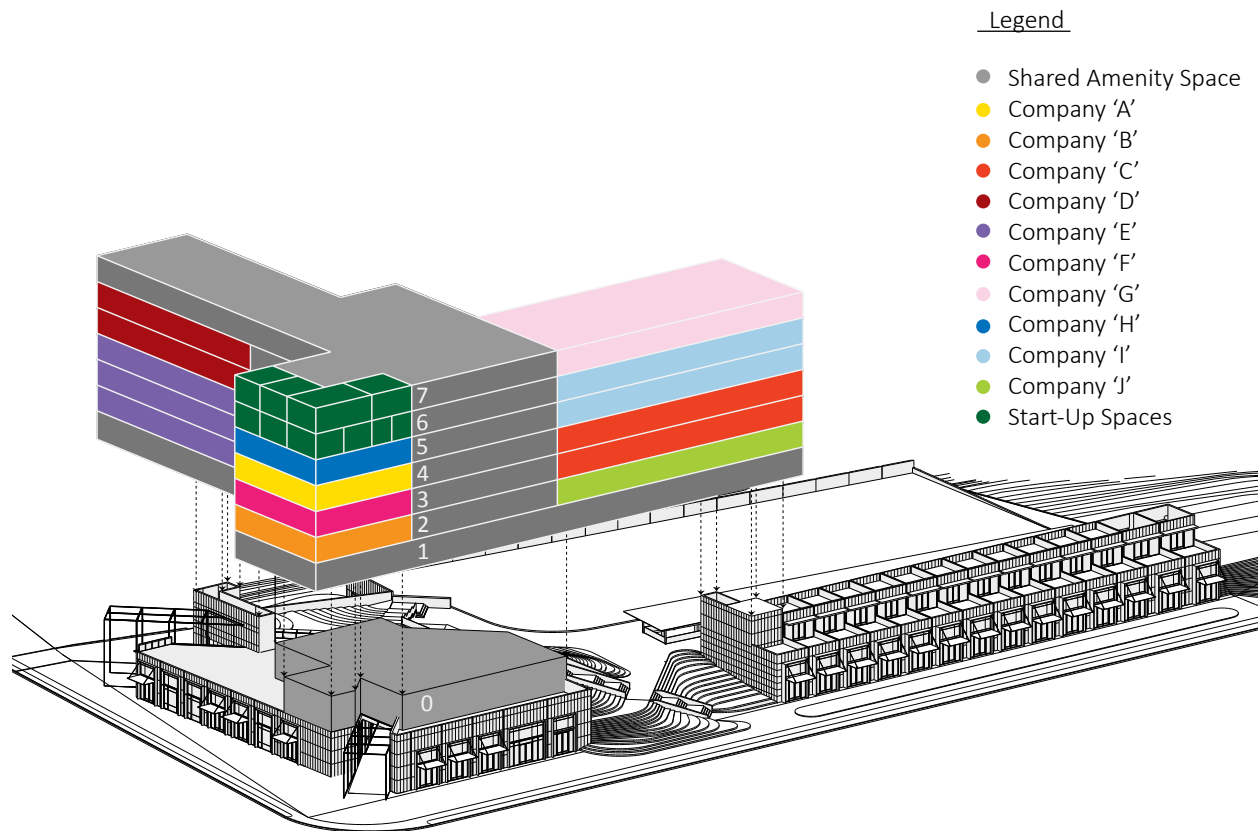 Legend
Shared Amenity Space
Company ‘A’
Company ‘B’
Company ‘C’
Company ‘D’
Company ‘E’
Company ‘F’
Company ‘G’
Company ‘H’
Company ‘I’
Company ‘J’
Start-Up Spaces
7
6
5
4
3
2
1
0